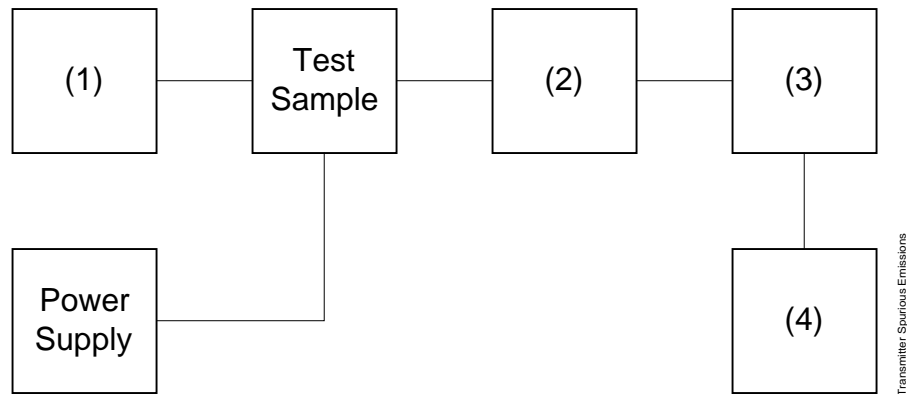 (1)
Test
Sample
(2)
(3)
Power
Supply
(4)
Transmitter Spurious Emissions